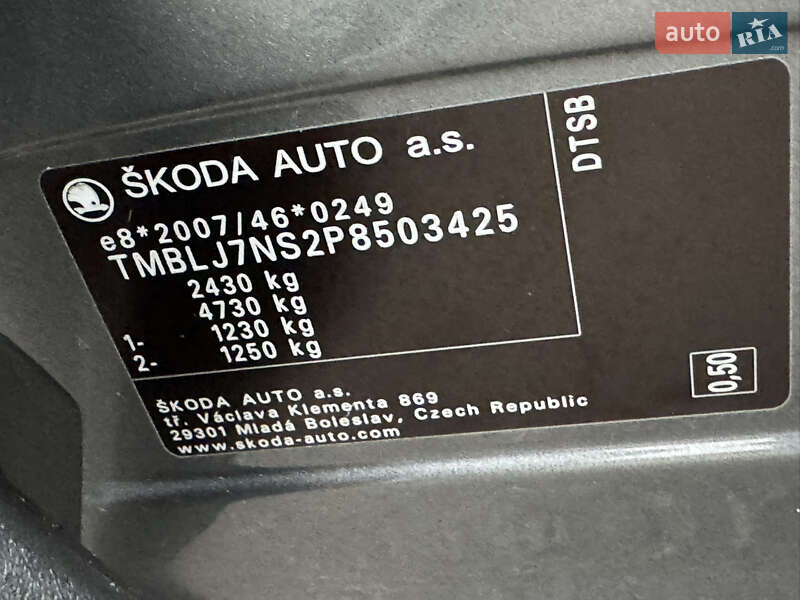 auto RIA .com
ŠKODA AUTO a.s.
DTSB
e8*2007/46*0249
TMBLJ7NS2P8503425
2430 kg
4730 kg
1- 1230 kg
2- 1250 kg
0,50
ŠKODA AUTO a.s.
tř. Václava Klementa 869
29301 Mladá Boleslav, Czech Republic
www.skoda-auto.com